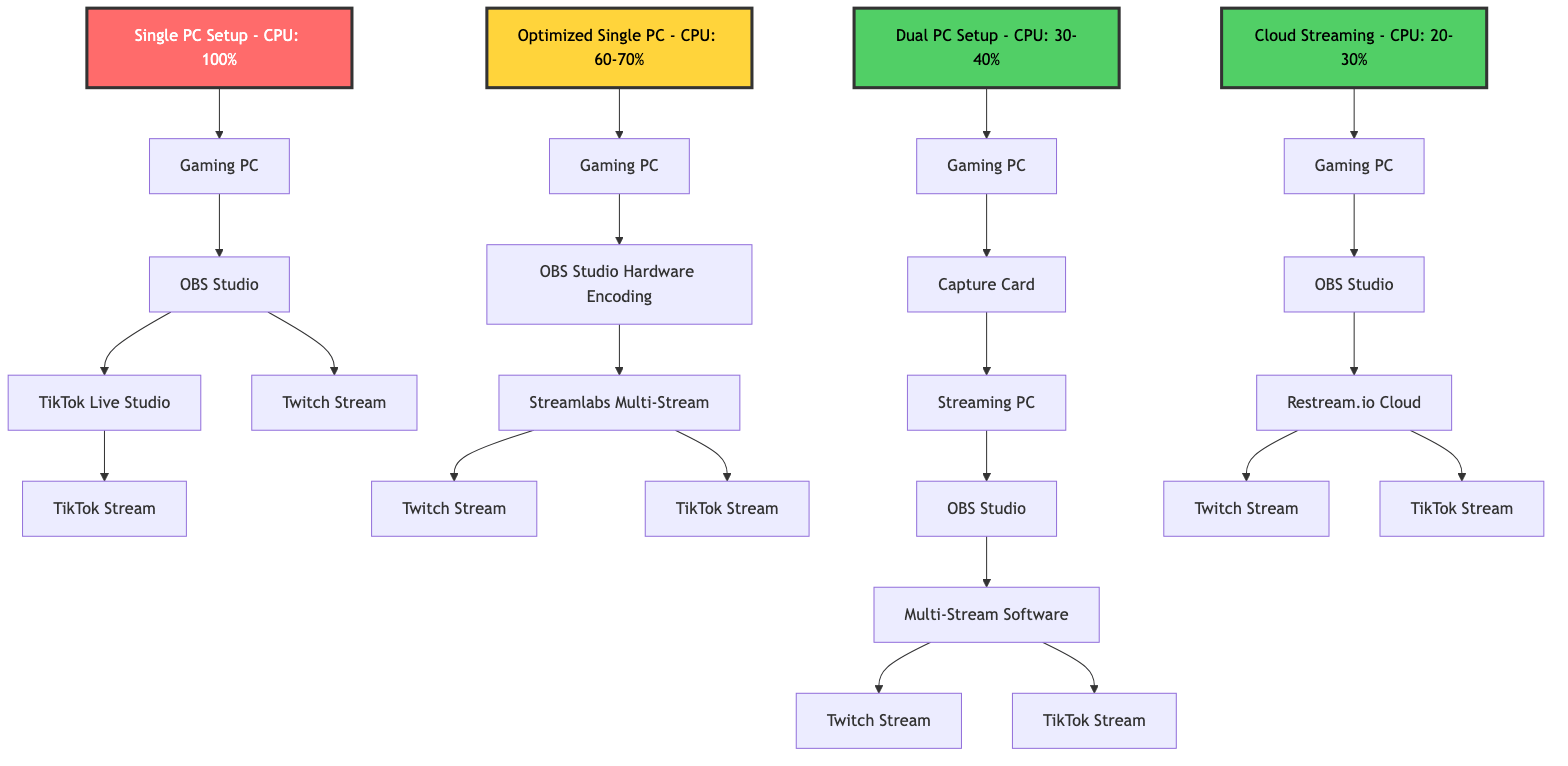 Single PC Setup - CPU:
100%
Gaming PC
OBS Studio
TikTok Live Studio
Twitch Stream
TikTok Stream
Optimized Single PC - CPU:
60-70%
Gaming PC
OBS Studio Hardware
Encoding
Streamlabs Multi-Stream
Twitch Stream
TikTok Stream
Dual PC Setup - CPU: 30-
40%
Gaming PC
Capture Card
Streaming PC
OBS Studio
Multi-Stream Software
Twitch Stream
TikTok Stream
Cloud Streaming - CPU: 20-
30%
Gaming PC
OBS Studio
Restream.io Cloud
Twitch Stream
TikTok Stream